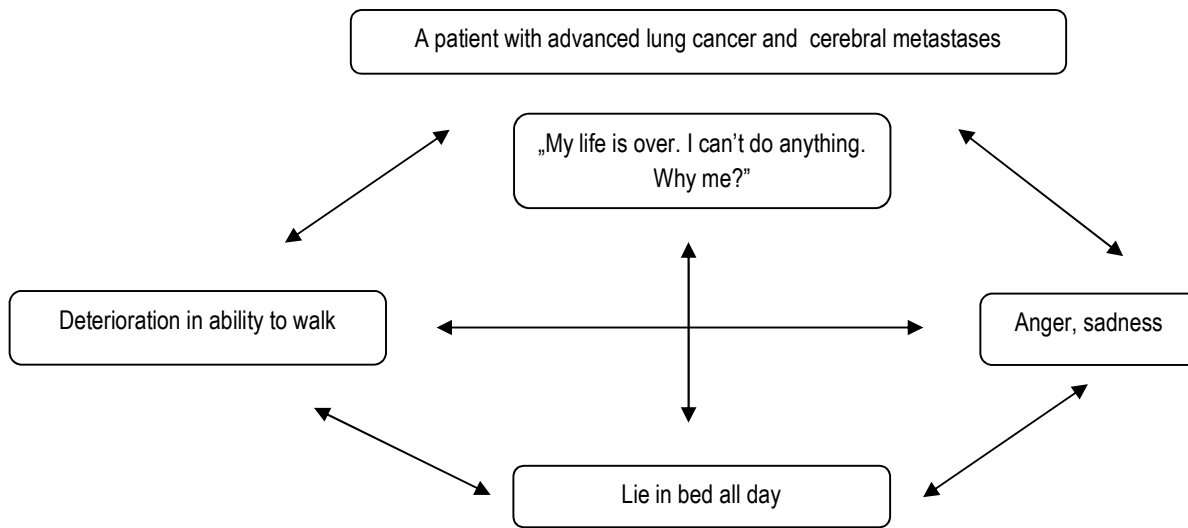 A patient with advanced lung cancer and cerebral metastases
„My life is over. I can’t do anything.
Why me?”
Deterioration in ability to walk
Anger, sadness
Lie in bed all day